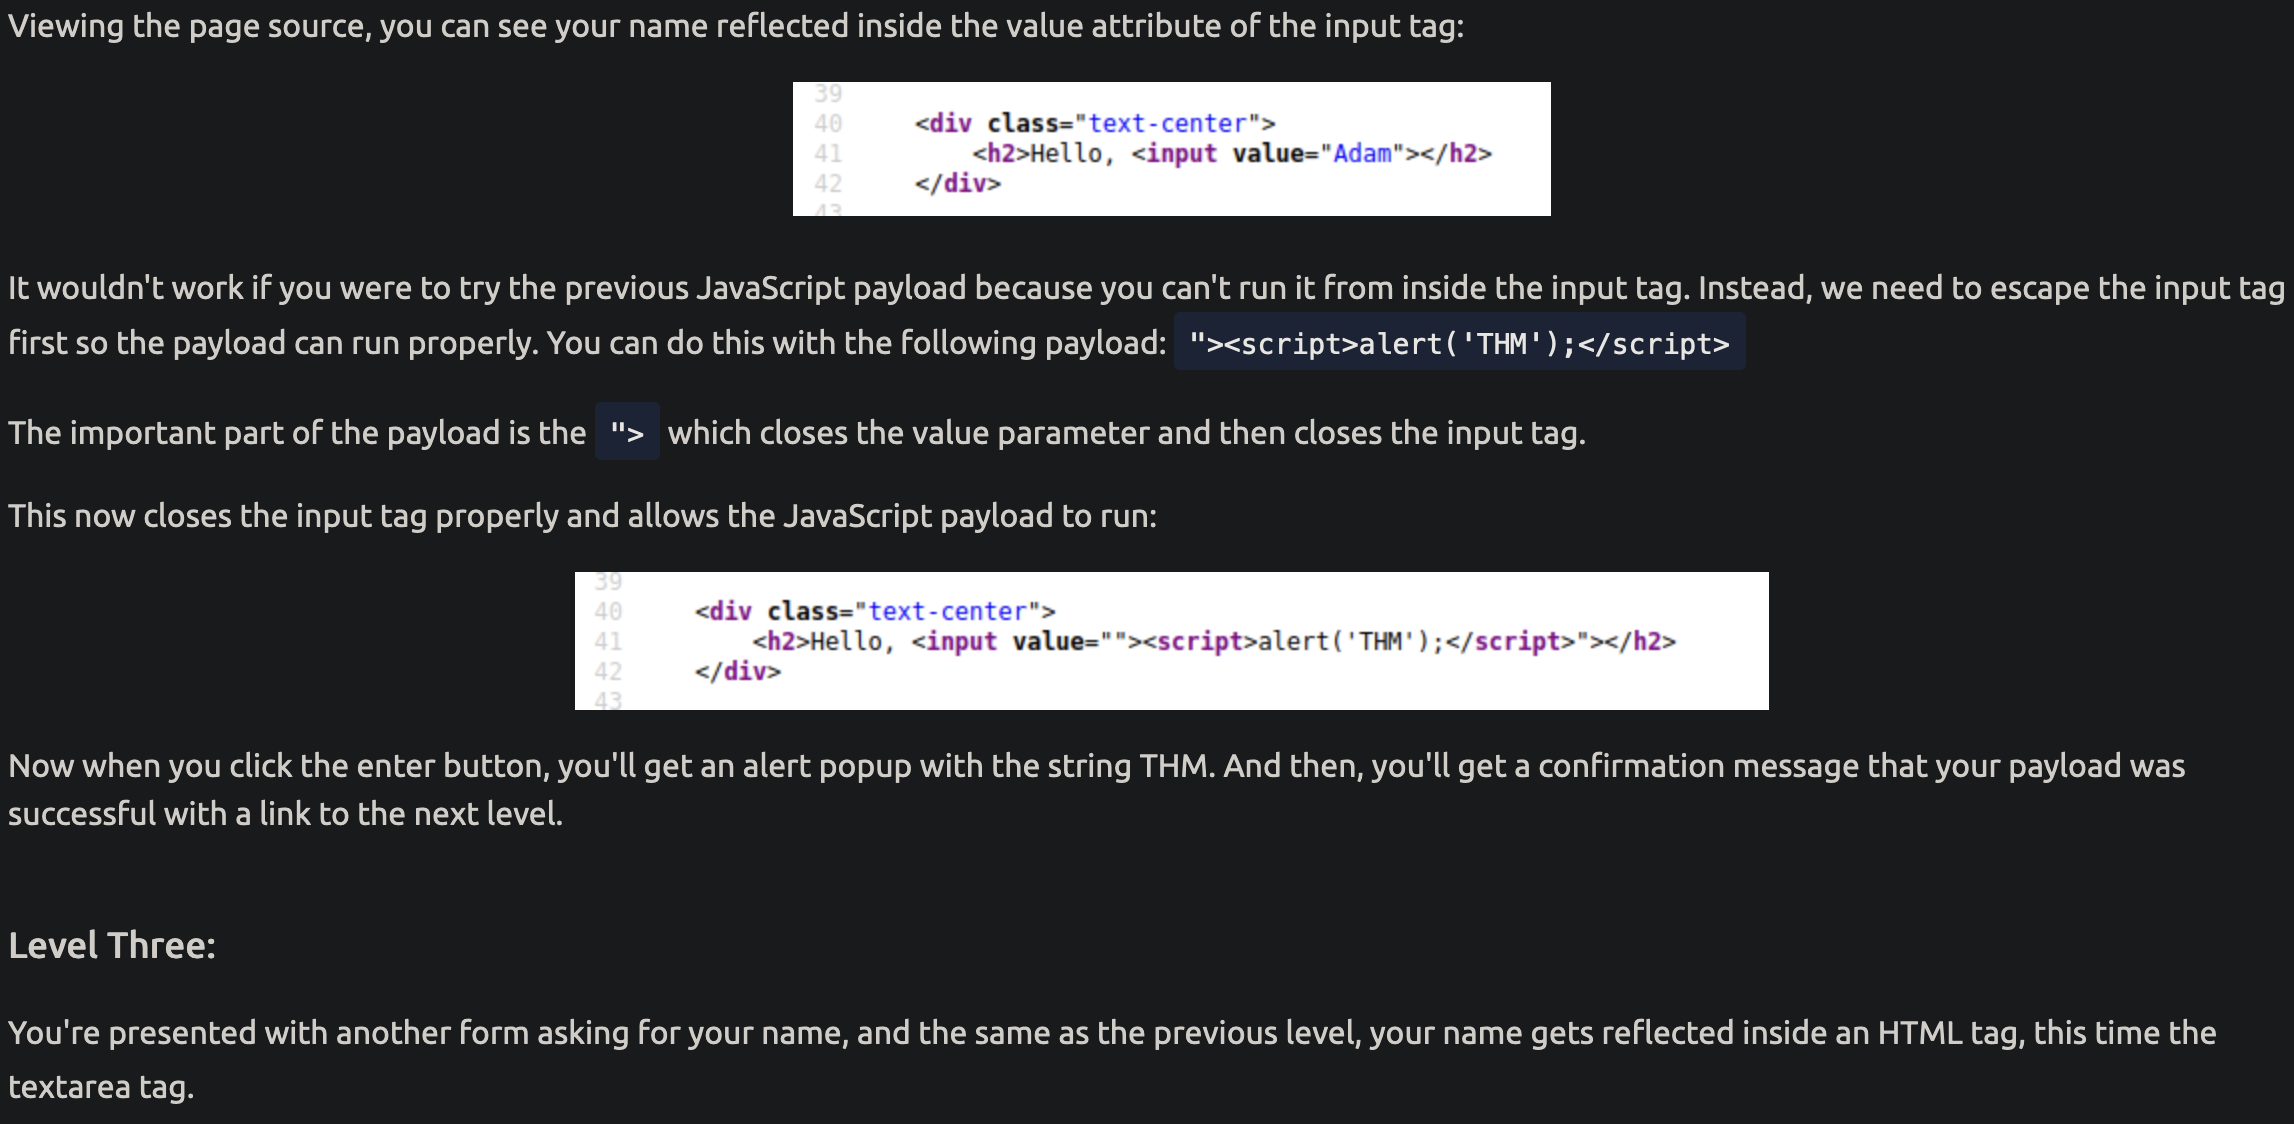 Viewing the page source, you can see your name reflected inside the value attribute of the input tag:
39
40 <div class="text-center">
41 <h2>Hello, <input value="Adam"></h2>
42 </div>
43
It wouldn't work if you were to try the previous JavaScript payload because you can't run it from inside the input tag. Instead, we need to escape the input tag
first so the payload can run properly. You can do this with the following payload: "><script>alert('THM');</script>
The important part of the payload is the "> which closes the value parameter and then closes the input tag.
This now closes the input tag properly and allows the JavaScript payload to run:
39
40 <div class="text-center">
41 <h2>Hello, <input value=""><script>alert('THM');</script>"></h2>
42 </div>
43
Now when you click the enter button, you'll get an alert popup with the string THM. And then, you'll get a confirmation message that your payload was
successful with a link to the next level.
Level Three:
You're presented with another form asking for your name, and the same as the previous level, your name gets reflected inside an HTML tag, this time the
textarea tag.